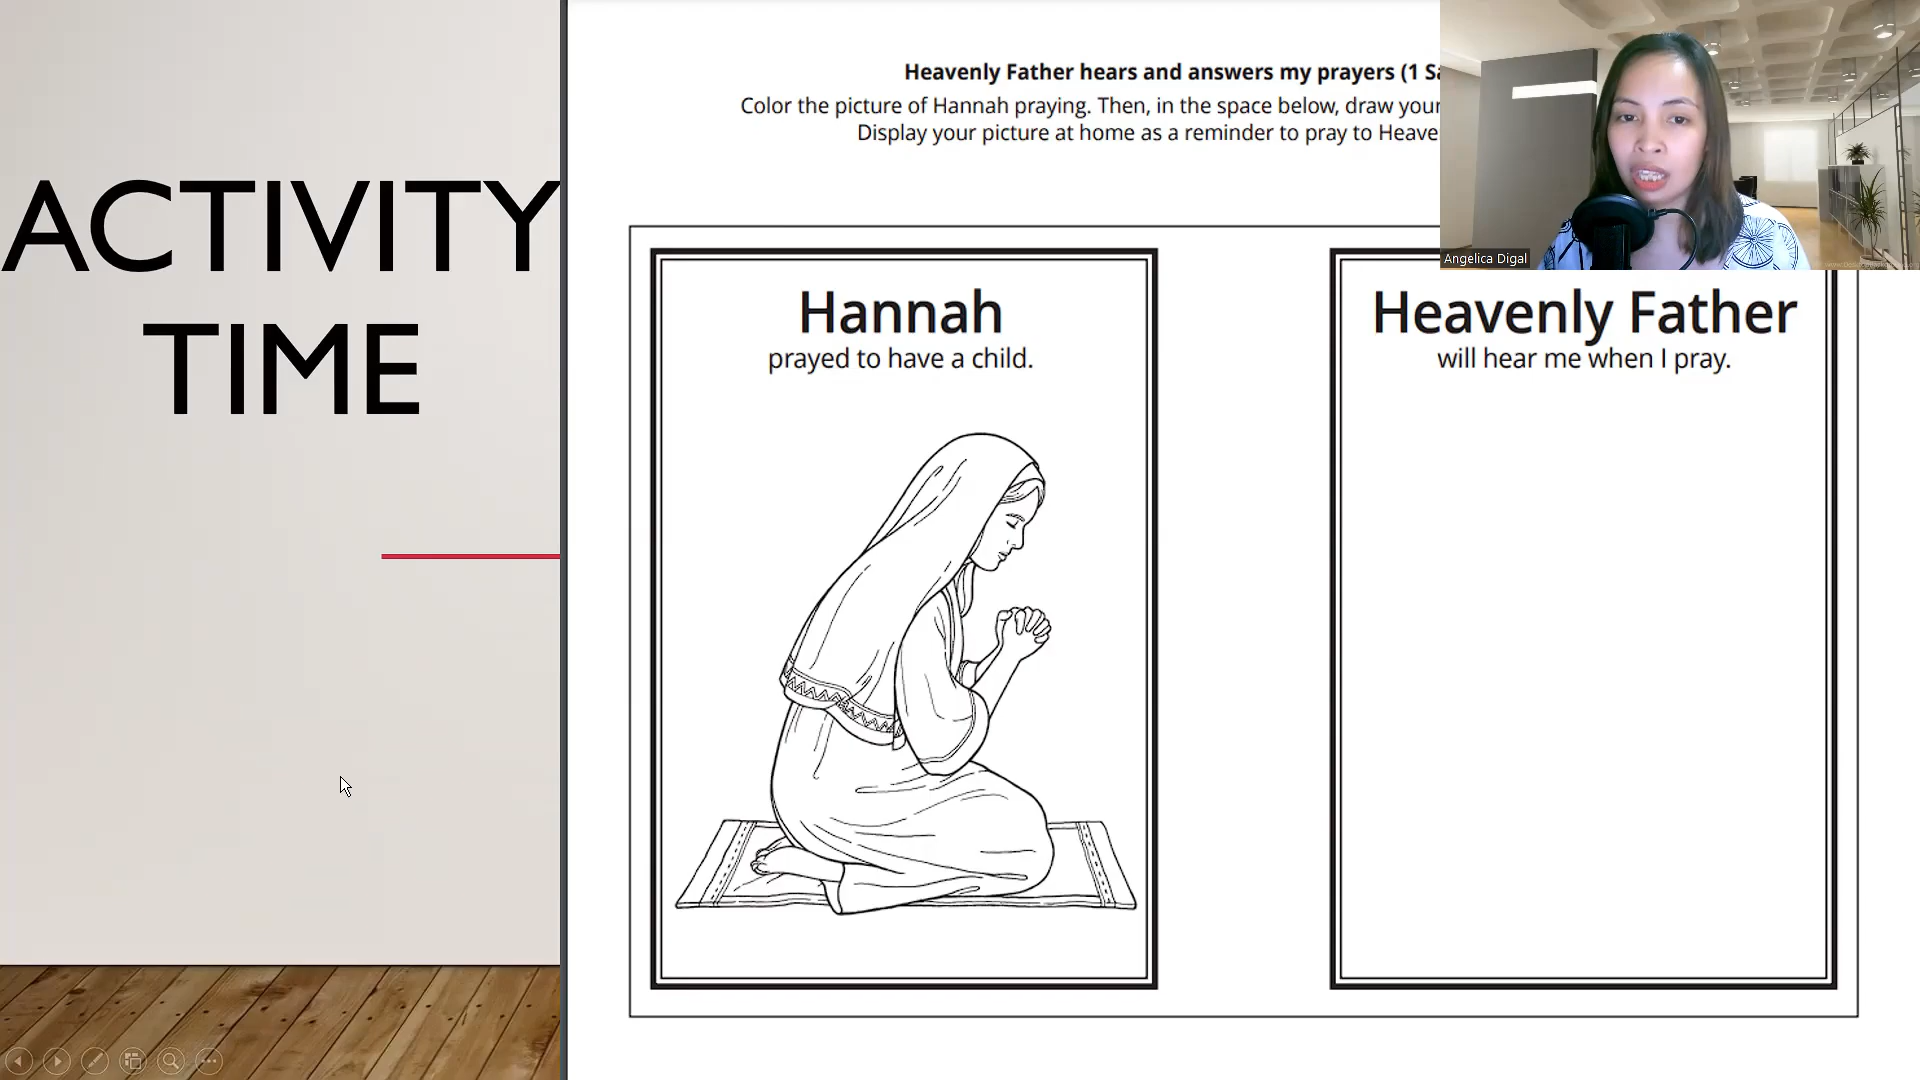 ACTIVITY
TIME
Heavenly Father hears and answers my prayers (1
Color the picture of Hannah praying. Then, in the space below, draw your
Display your picture at home as a reminder to pray to
Angelica Digal
Hannah
prayed to have a child.
Heavenly Father
will hear me when I pray.